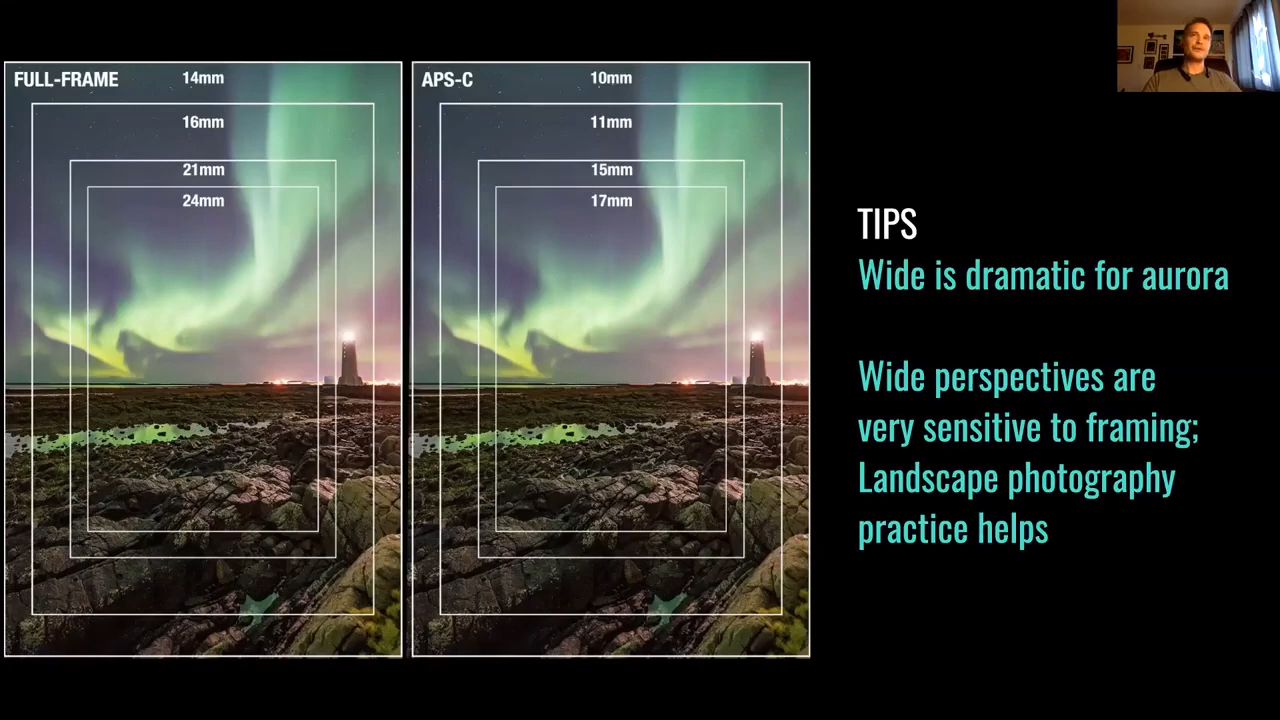 FULL-FRAME
14mm
16mm
21mm
24mm
APS-C
10mm
11mm
15mm
17mm
TIPS
Wide is dramatic for aurora
Wide perspectives are
very sensitive to framing;
Landscape photography
practice helps